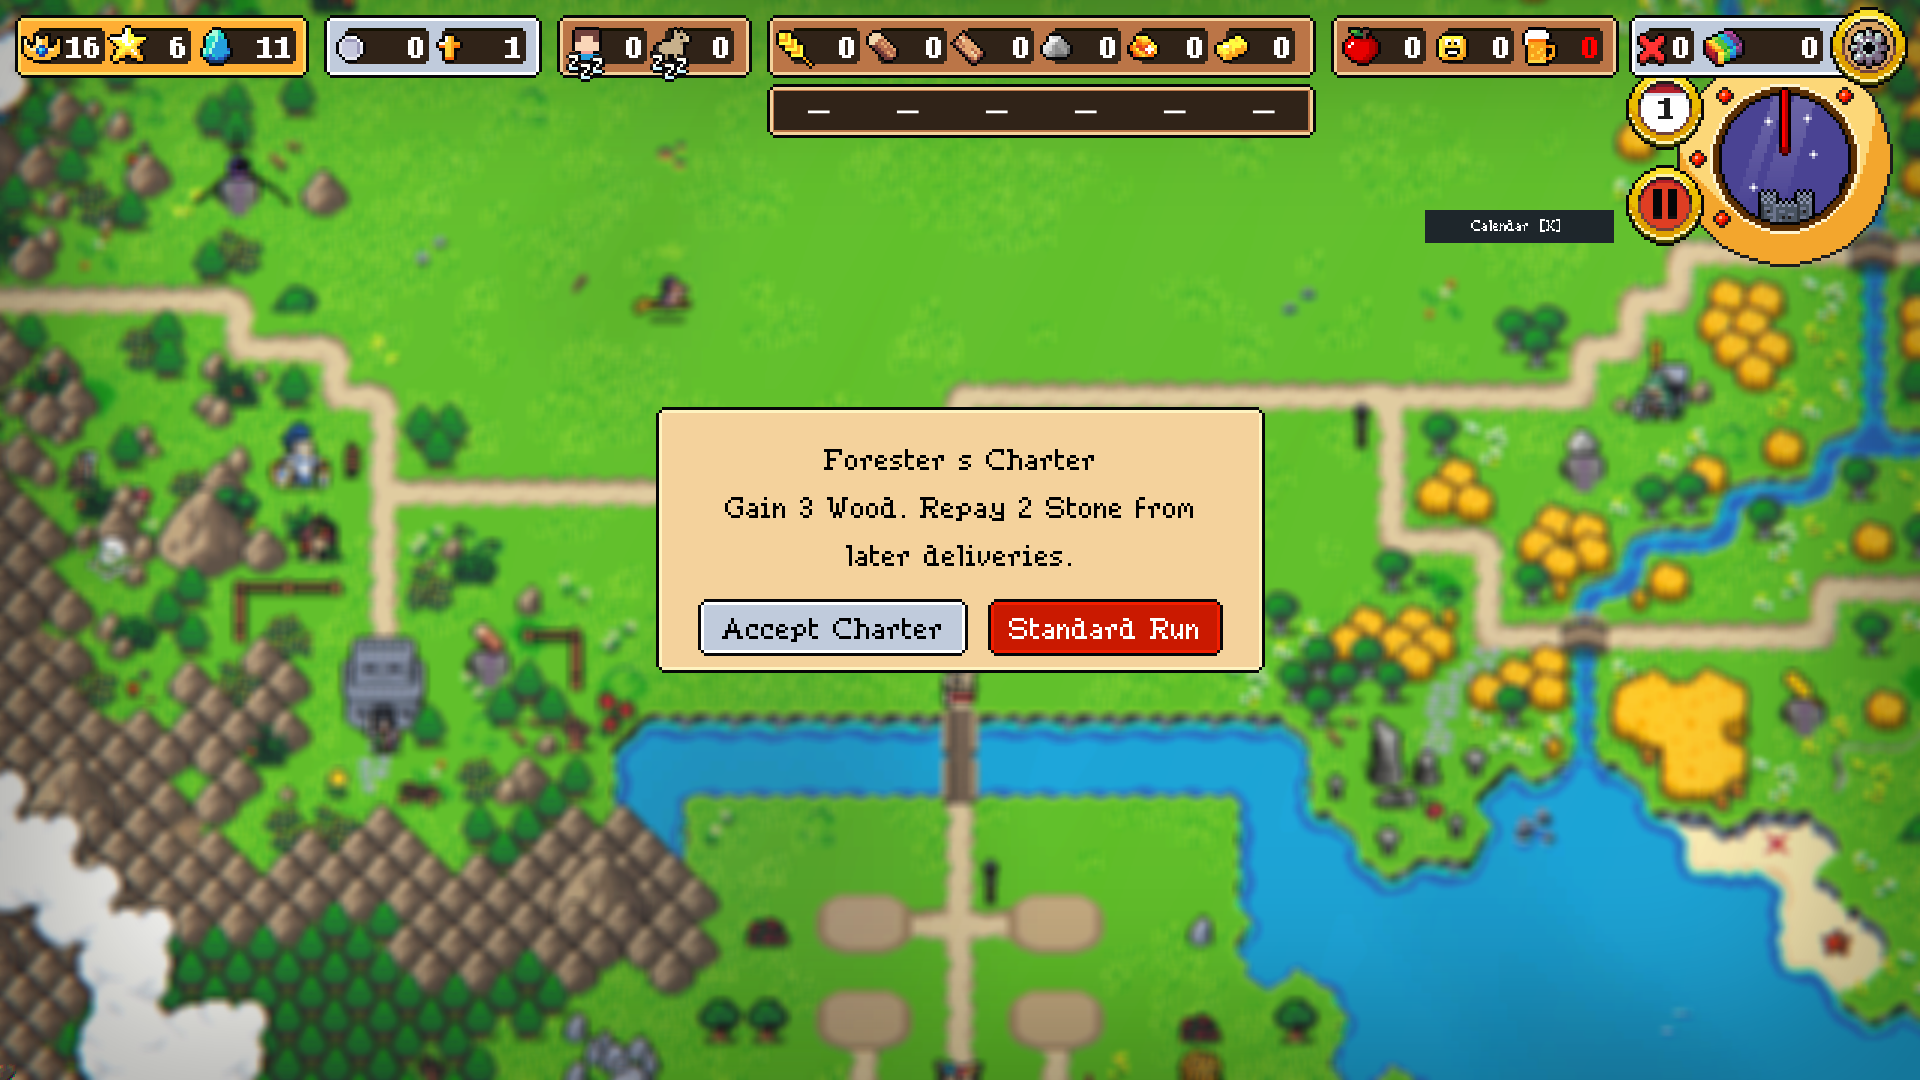 16 6 11 0 1 0 0 0 0 0 0 0 0 0 0 0 0 0
1
Calendar [K]
Forester s Charter
Gain 3 Wood. Repay 2 Stone from
later deliveries.
Accept Charter Standard Run